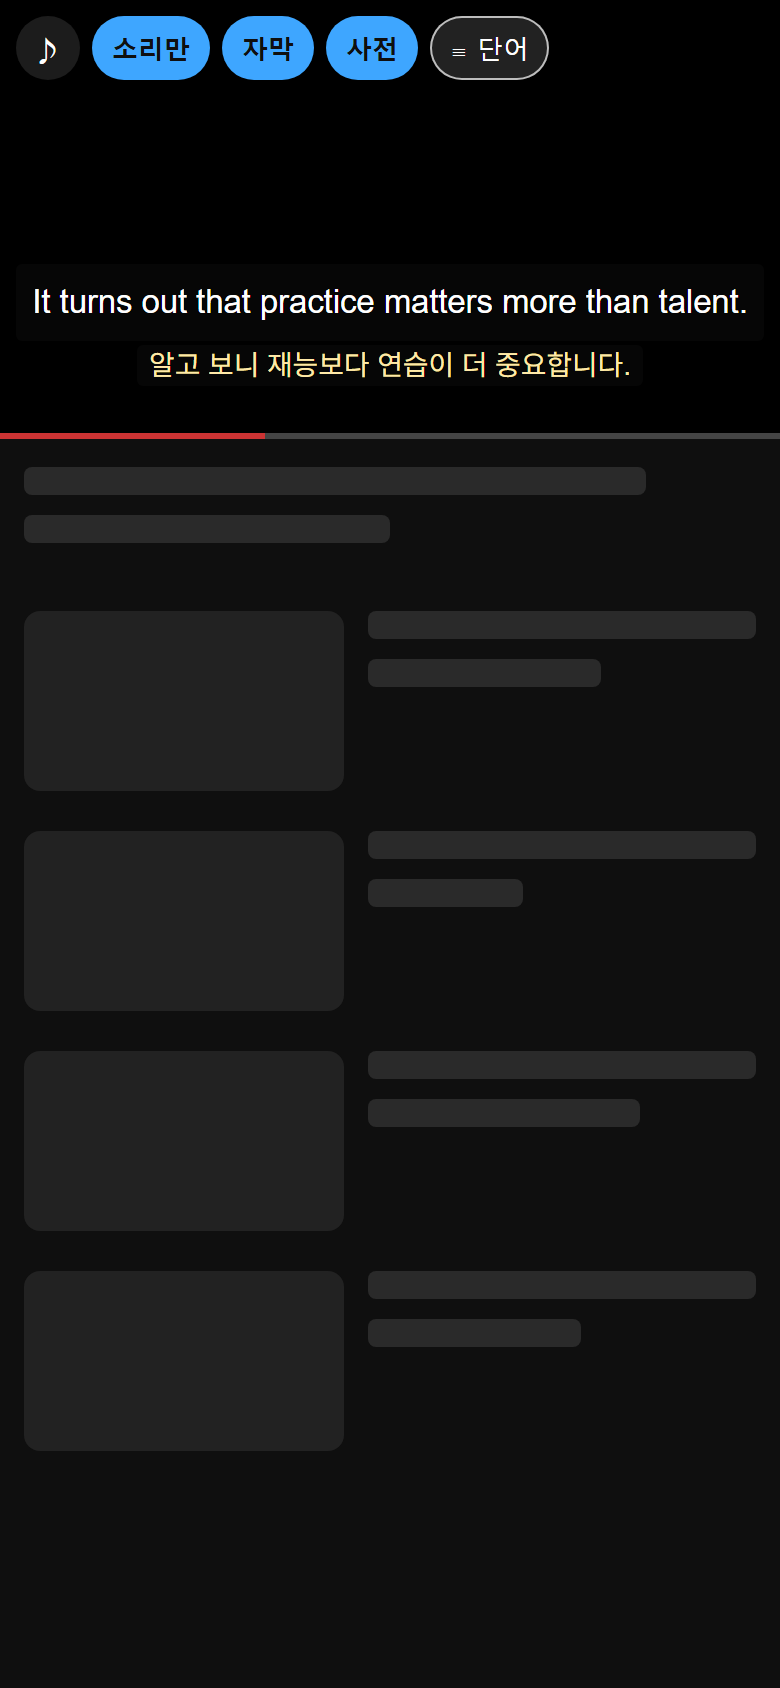 ♪ 소리만 자막 사전 ≡ 단어
It turns out that practice matters more than talent.
알고 보니 재능보다 연습이 더 중요합니다.